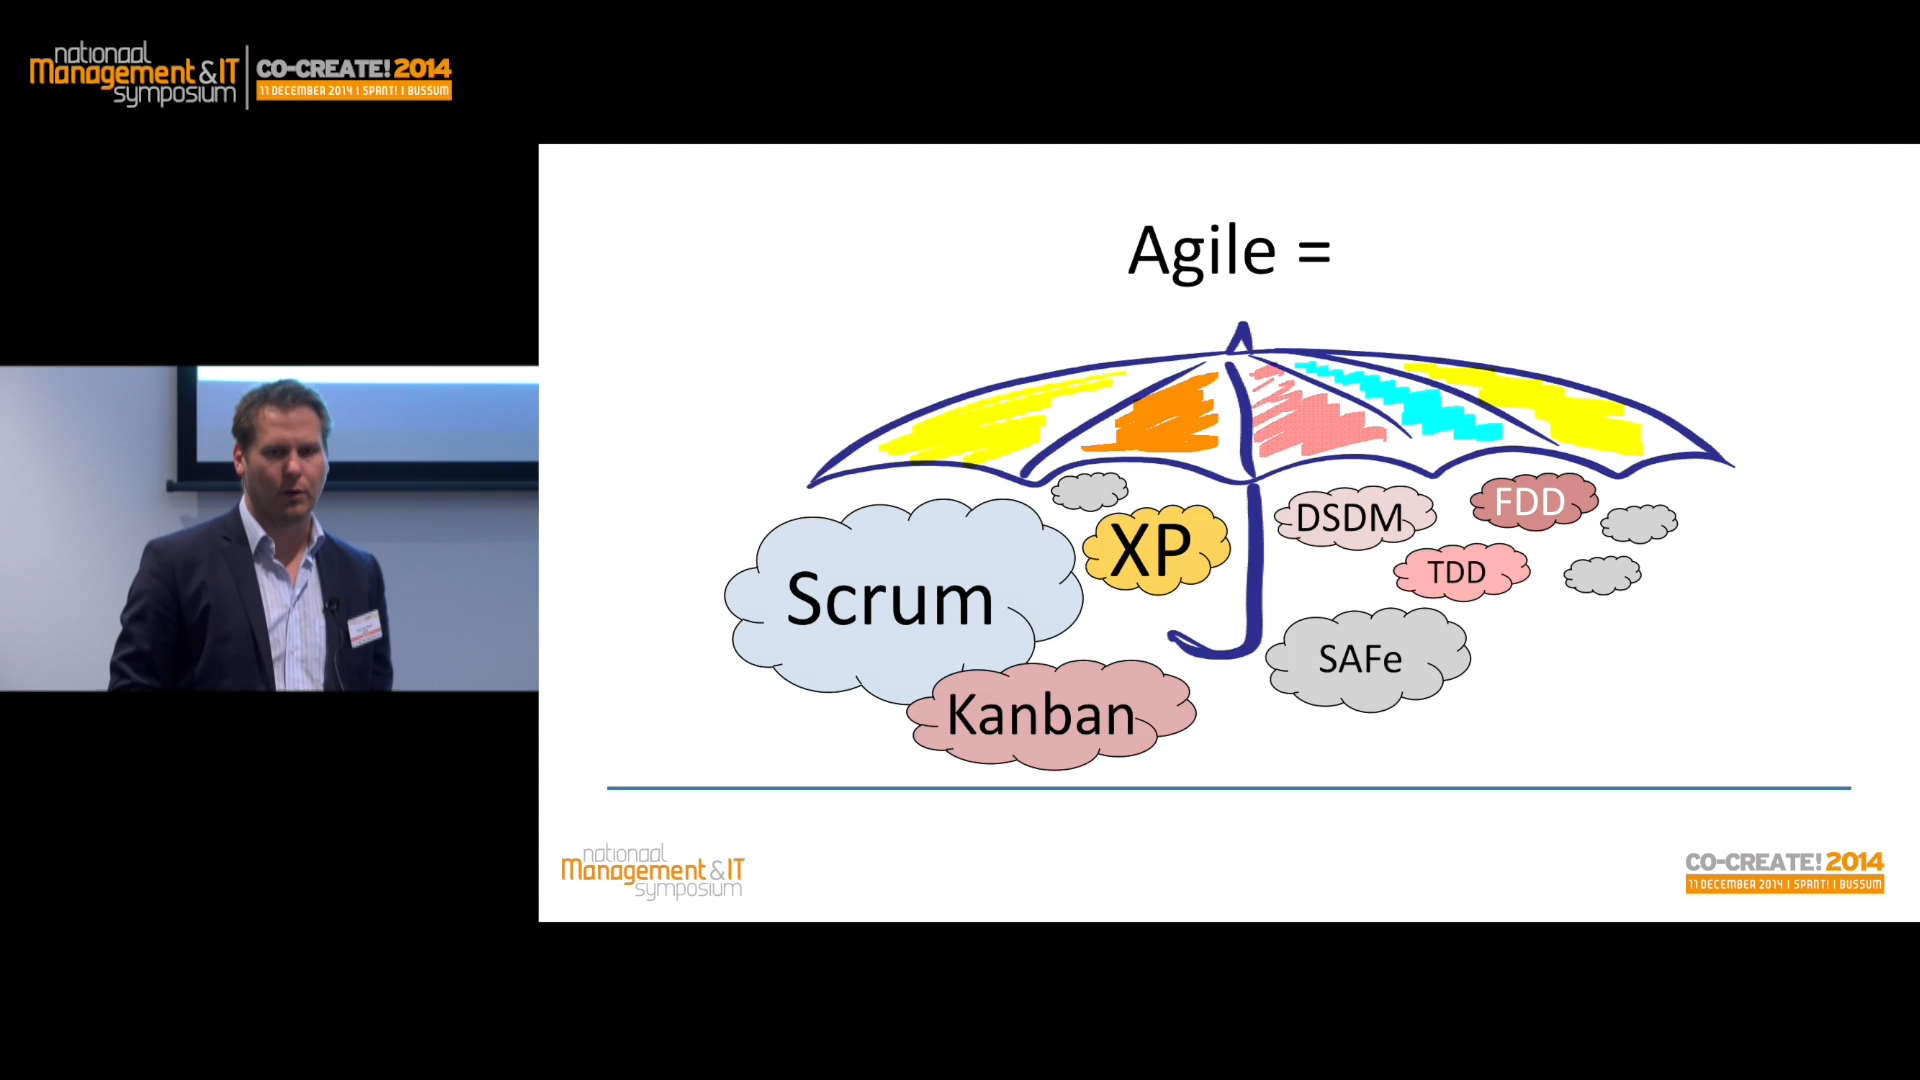 nationaal
Management & IT
symposium
CO-CREATE! 2014
11 DECEMBER 2014 | SPANT! | BUSSUM
Agile =
Scrum
XP
DSDM
FDD
TDD
SAFe
Kanban
nationaal
Management & IT
symposium
CO-CREATE! 2014
11 DECEMBER 2014 | SPANT! | BUSSUM